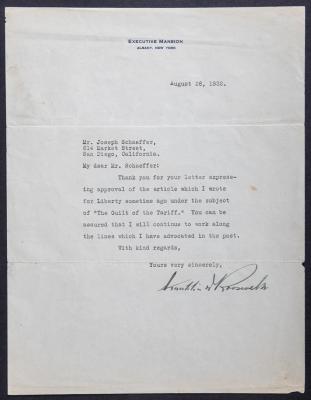 EXECUTIVE MANSION
ALBANY, NEW YORK
August 26, 1932.
Mr. Joseph Schaeffer,
614 Market Street,
San Diego, California.
My dear Mr. Schaeffer:
Thank you for your letter express-
ing approval of the article which I wrote
for Liberty sometime ago under the subject
of "The Guilt of the Tariff." You can be
assured that I will continue to work along
the lines which I have advocated in the past.
With kind regards,
Yours very sincerely,
Franklin D Roosevelt